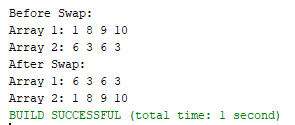 Before Swap:
Array 1: 1 8 9 10
Array 2: 6 3 6 3
After Swap:
Array 1: 6 3 6 3
Array 2: 1 8 9 10
BUILD SUCCESSFUL (total time: 1 second)